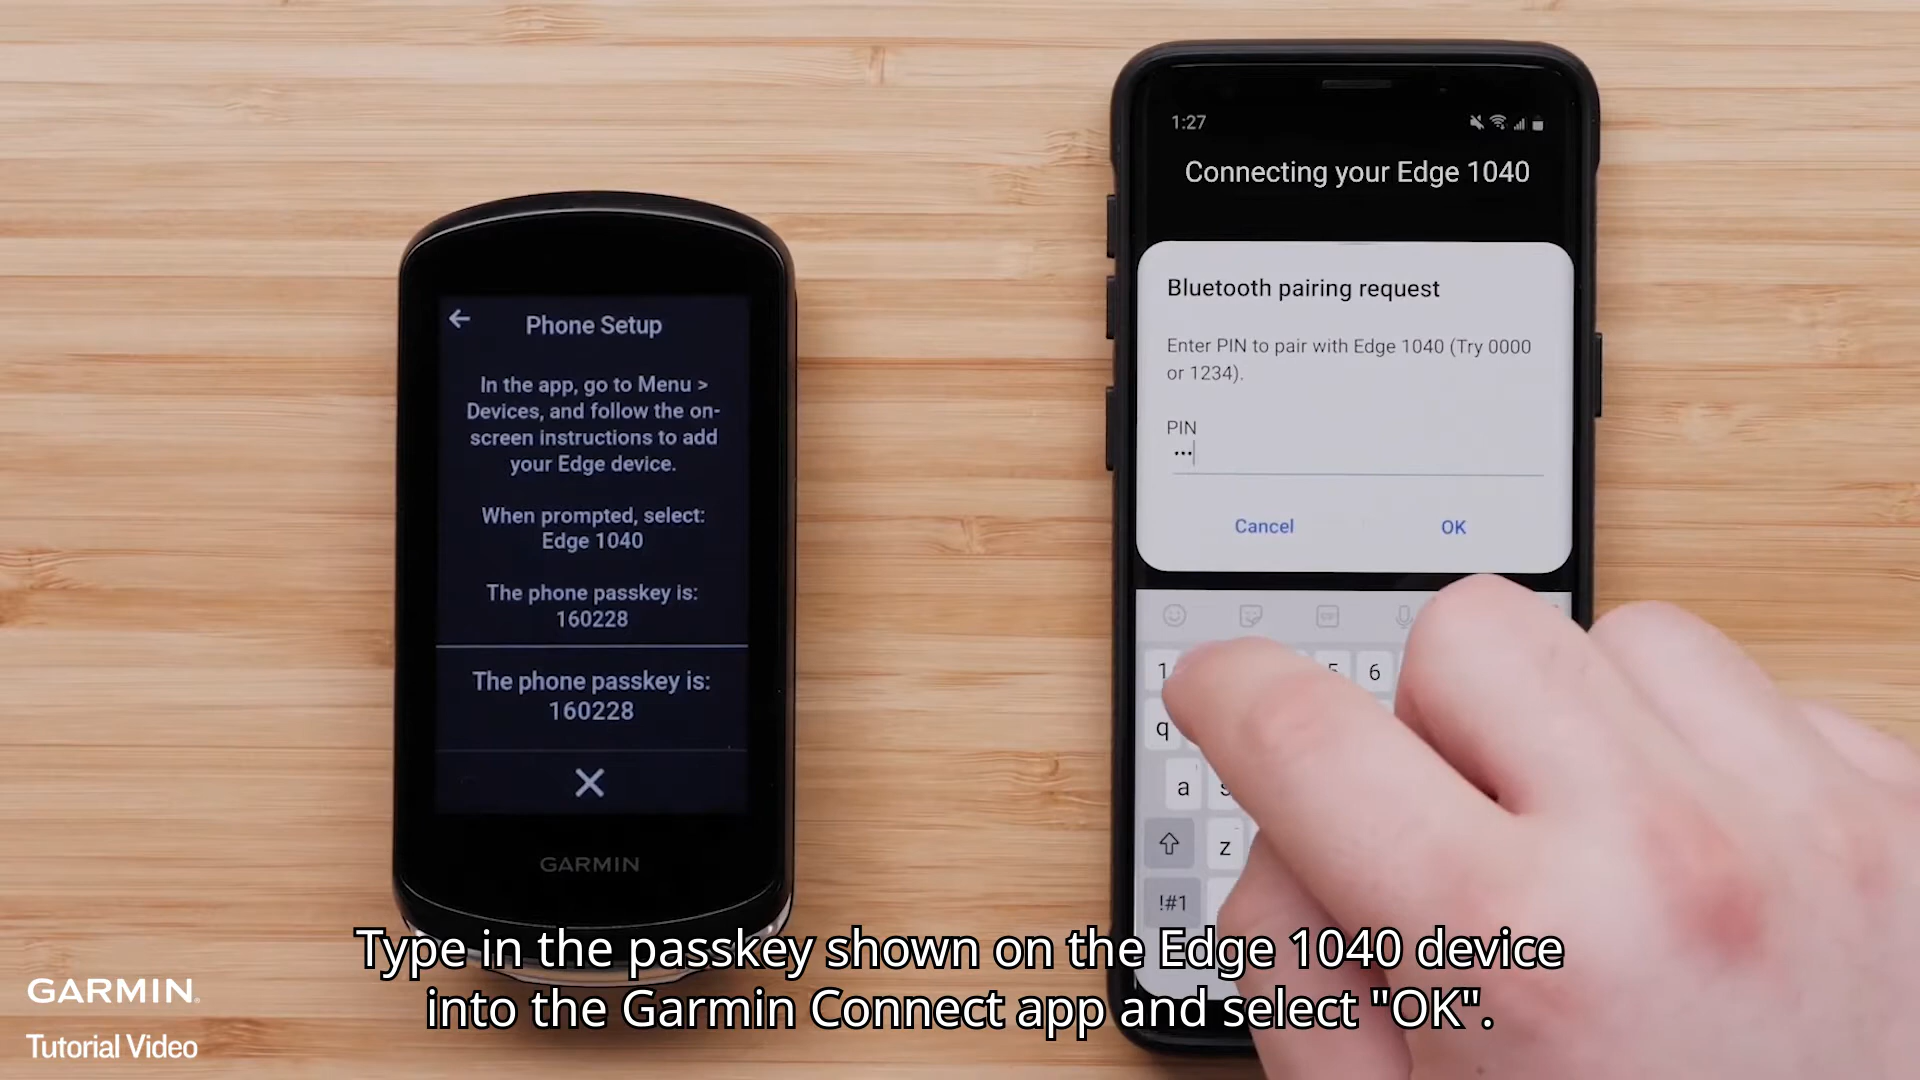 Phone Setup
In the app, go to Menu >
Devices, and follow the on-
screen instructions to add
your Edge device.
When prompted, select:
Edge 1040
The phone passkey is:
160228
The phone passkey is:
160228
GARMIN
1:27
Connecting your Edge 1040
Bluetooth pairing request
Enter PIN to pair with Edge 1040 (Try 0000
or 1234).
PIN
•••
Cancel
OK
1 5 6
q
a s
z
!#1
Type in the passkey shown on the Edge 1040 device
into the Garmin Connect app and select "OK".
GARMIN.
Tutorial Video